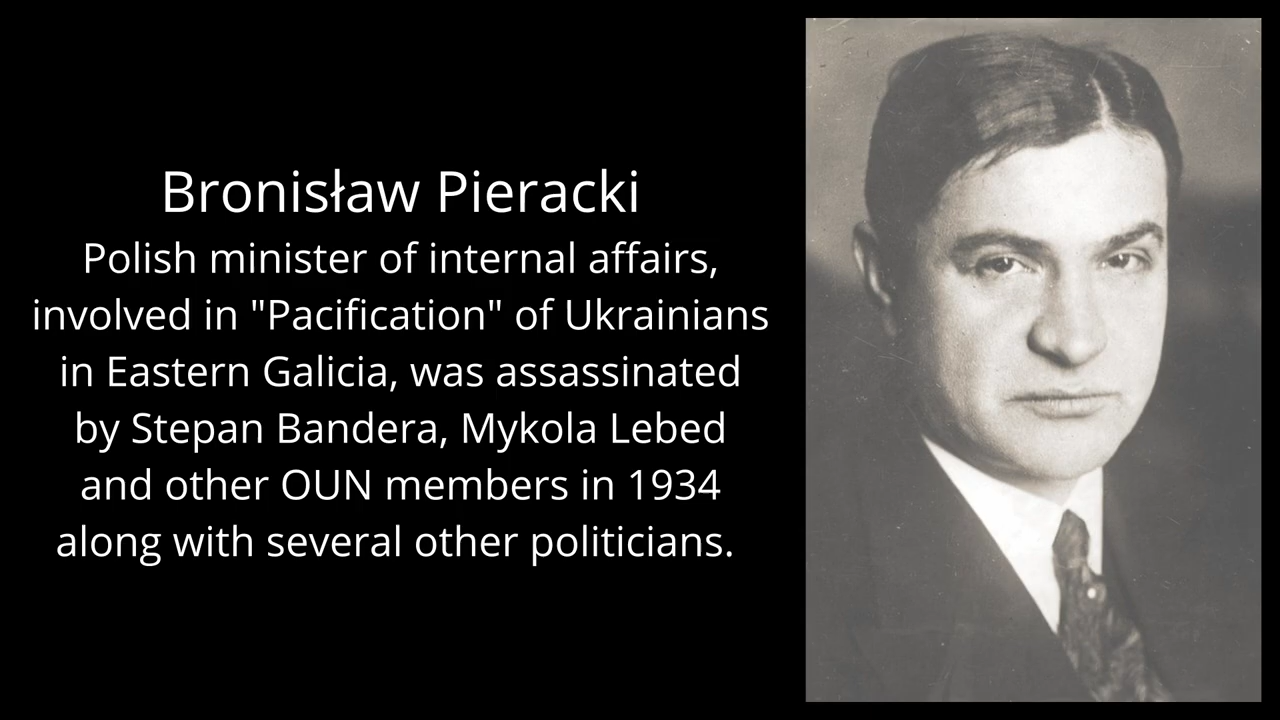 Bronisław Pieracki
Polish minister of internal affairs,
involved in "Pacification" of Ukrainians
in Eastern Galicia, was assassinated
by Stepan Bandera, Mykola Lebed
and other OUN members in 1934
along with several other politicians.